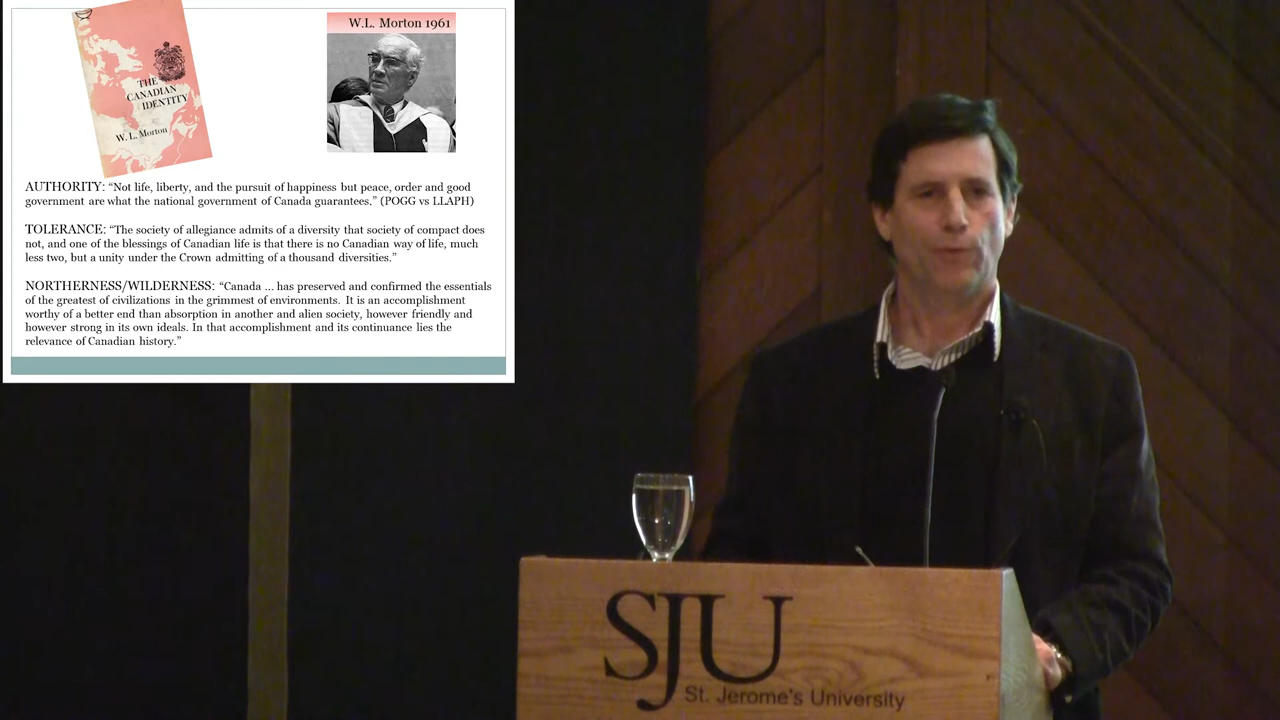 THE
CANADIAN
IDENTITY
W. L. Morton
W.L. Morton 1961
AUTHORITY: “Not life, liberty, and the pursuit of happiness but peace, order and good
government are what the national government of Canada guarantees.” (POGG vs LLAPH)
TOLERANCE: “The society of allegiance admits of a diversity that society of compact does
not, and one of the blessings of Canadian life is that there is no Canadian way of life, much
less two, but a unity under the Crown admitting of a thousand diversities.”
NORTHERNESS/WILDERNESS: “Canada ... has preserved and confirmed the essentials
of the greatest of civilizations in the grimmest of environments. It is an accomplishment
worthy of a better end than absorption in another and alien society, however friendly and
however strong in its own ideals. In that accomplishment and its continuance lies the
relevance of Canadian history.”
SJU
St. Jerome's University